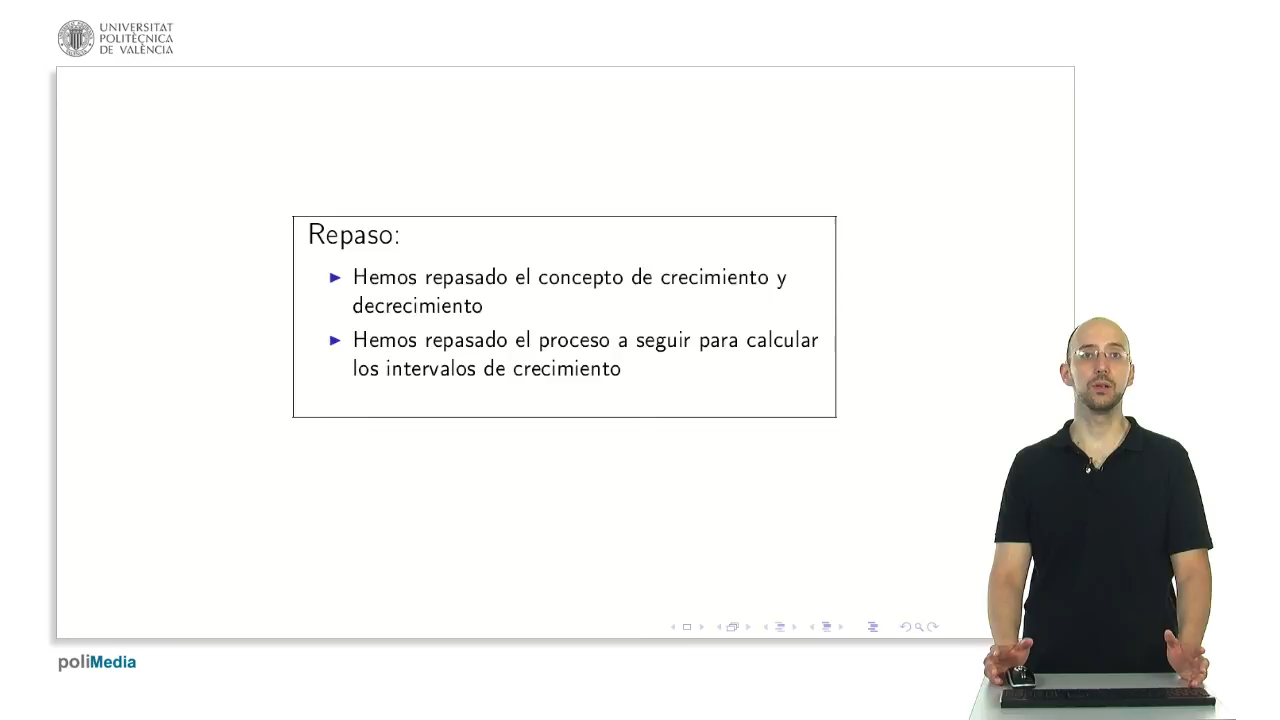 UNIVERSITAT
POLITÈCNICA
DE VALÈNCIA
Repaso:
Hemos repasado el concepto de crecimiento y
decrecimiento
Hemos repasado el proceso a seguir para calcular
los intervalos de crecimiento
poliMedia